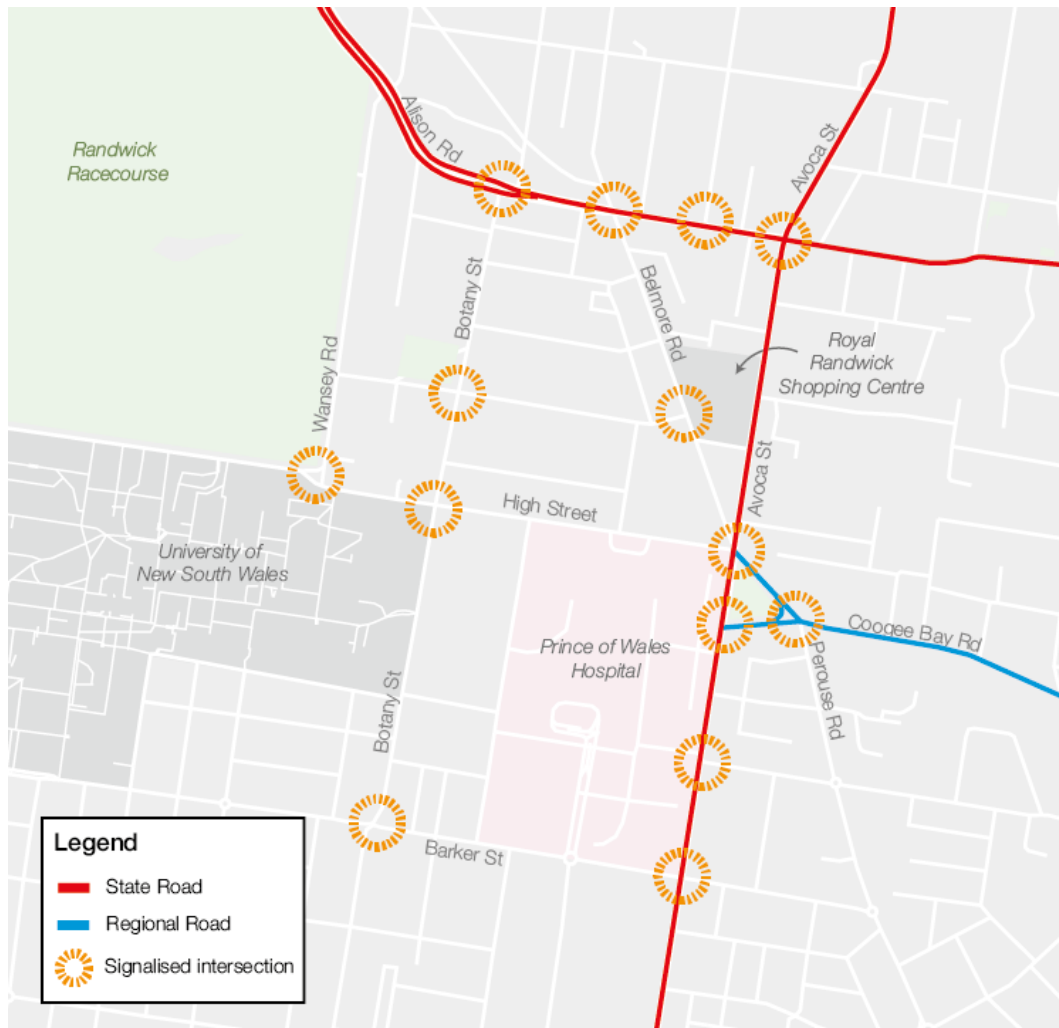 Alison Rd
Avoca St
Randwick
Racecourse
Botany St
Belmore Rd
Royal
Randwick
Shopping Centre
Wansey Rd
Avoca St
High Street
University of
New South Wales
Prince of Wales
Hospital
Coogee Bay Rd
Perouse Rd
Botany St
Barker St
Legend
State Road
Regional Road
Signalised intersection